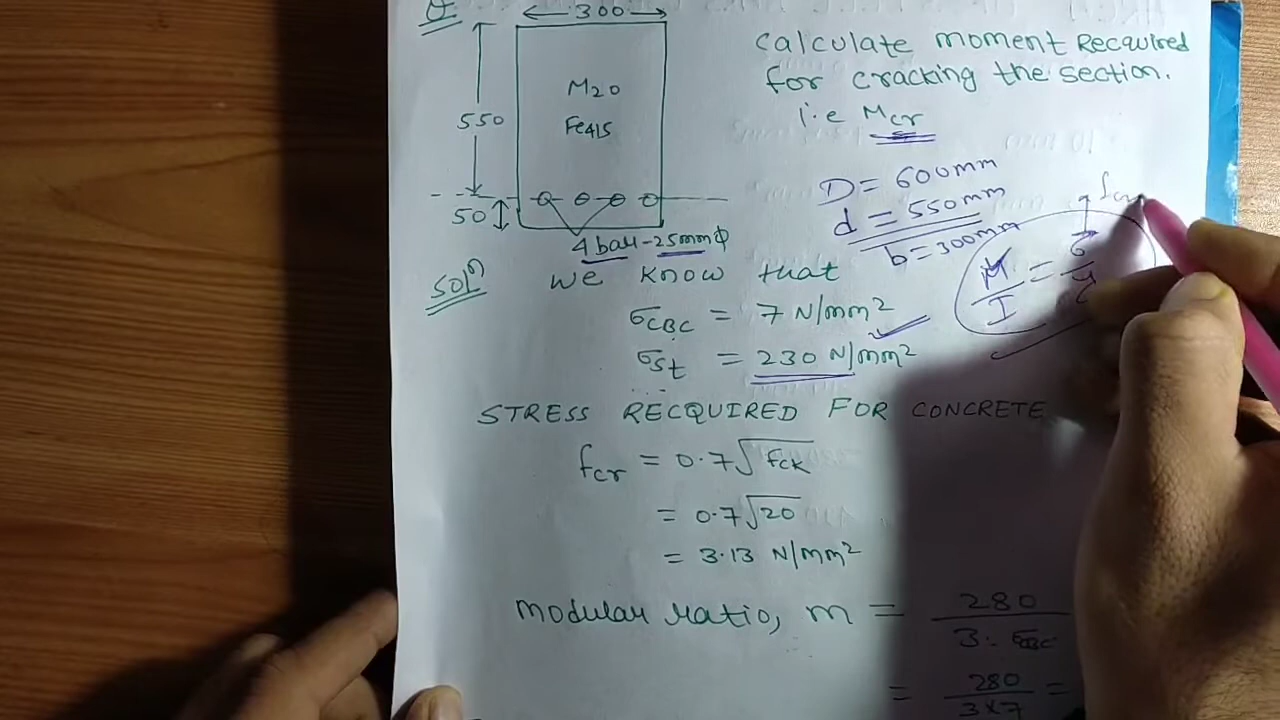 Q
300
550
M20
Fe415
50
4 bar-25mmϕ
Calculate moment Recquired
for cracking the section.
i.e Mcr
D = 600mm
d = 550mm
b = 300mm
M/I = σ/y
Solⁿ
we know that
σCBC = 7 N/mm²
σst = 230 N/mm²
STRESS RECQUIRED FOR CONCRETE
fcr = 0.7√fck
= 0.7√20
= 3.13 N/mm²
Modular ratio, m = 280 / 3.σCBC
= 280 / 3×7 =